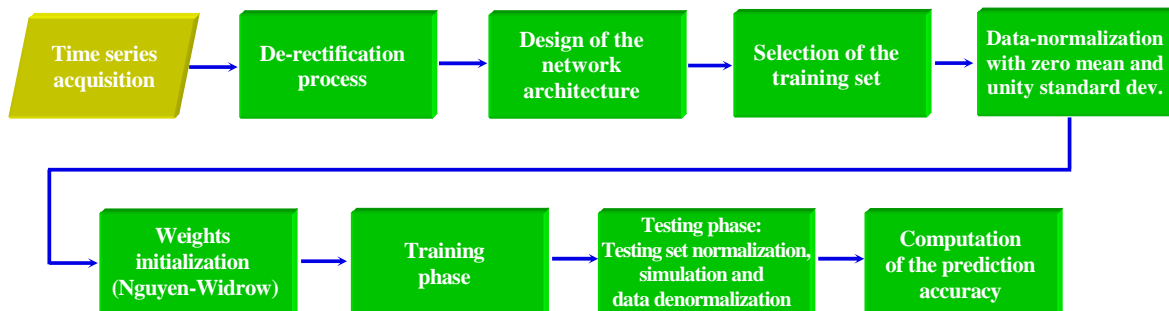 Time series
acquisition
De-rectification
process
Design of the
network
architecture
Selection of the
training set
Data-normalization
with zero mean and
unity standard dev.
Weights
initialization
(Nguyen-Widrow)
Training
phase
Testing phase:
Testing set normalization,
simulation and
data denormalization
Computation
of the prediction
accuracy